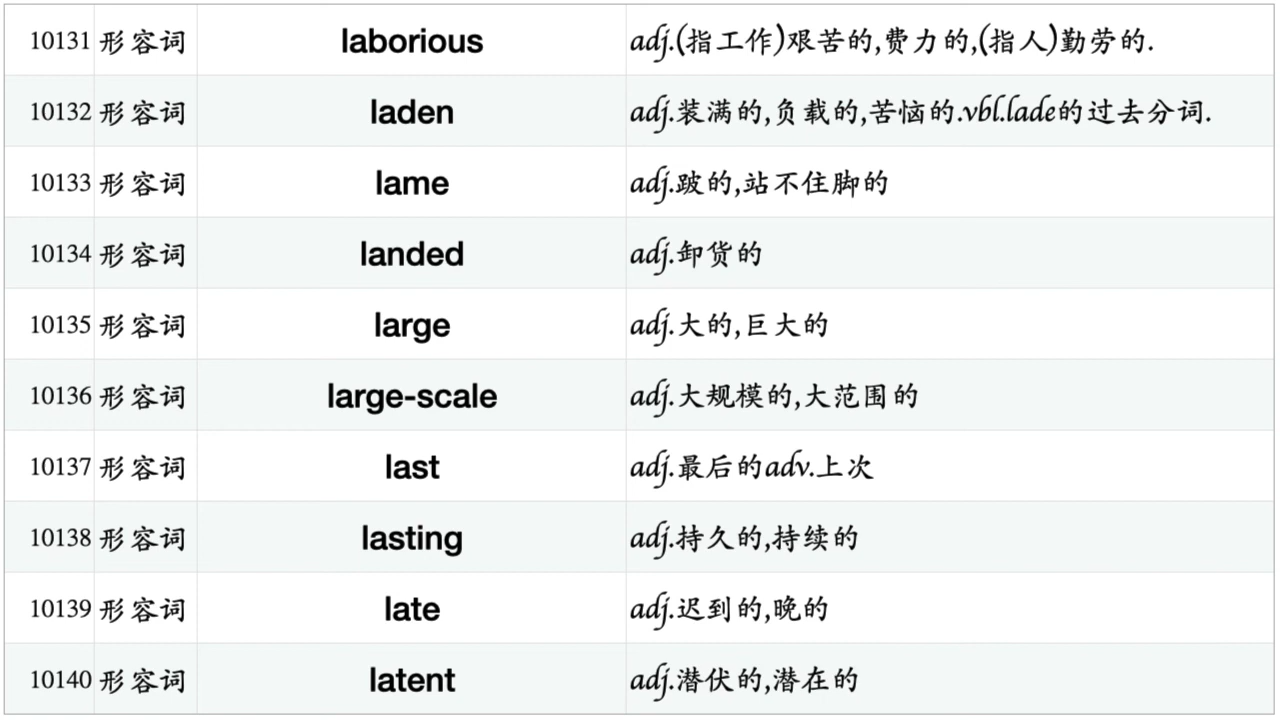 10131 形容词 laborious adj.(指工作)艰苦的,费力的,(指人)勤劳的.
10132 形容词 laden adj.装满的,负载的,苦恼的.vbl.lade的过去分词.
10133 形容词 lame adj.跛的,站不住脚的
10134 形容词 landed adj.卸货的
10135 形容词 large adj.大的,巨大的
10136 形容词 large-scale adj.大规模的,大范围的
10137 形容词 last adj.最后的adv.上次
10138 形容词 lasting adj.持久的,持续的
10139 形容词 late adj.迟到的,晚的
10140 形容词 latent adj.潜伏的,潜在的